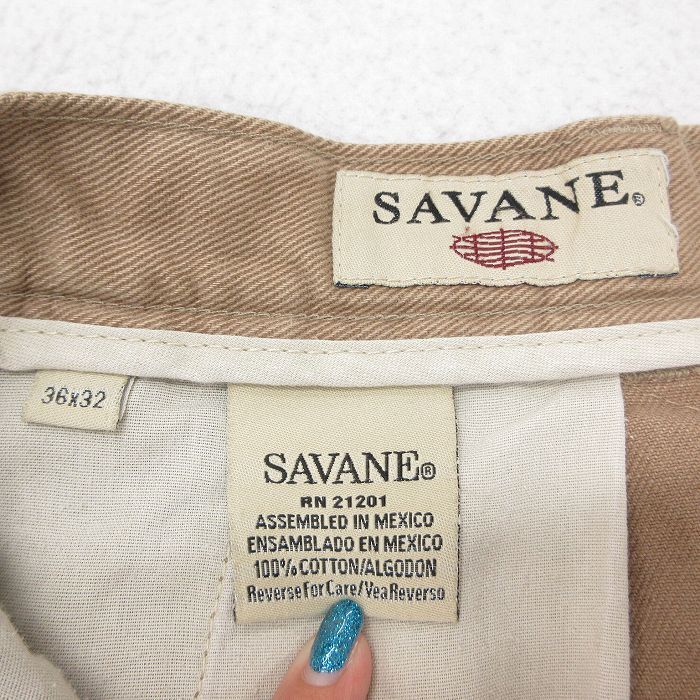 SAVANE®
36x32
SAVANE®
RN 21201
ASSEMBLED IN MEXICO
ENSAMBLADO EN MEXICO
100% COTTON/ALGODON
Reverse For Care/Vea Reverso